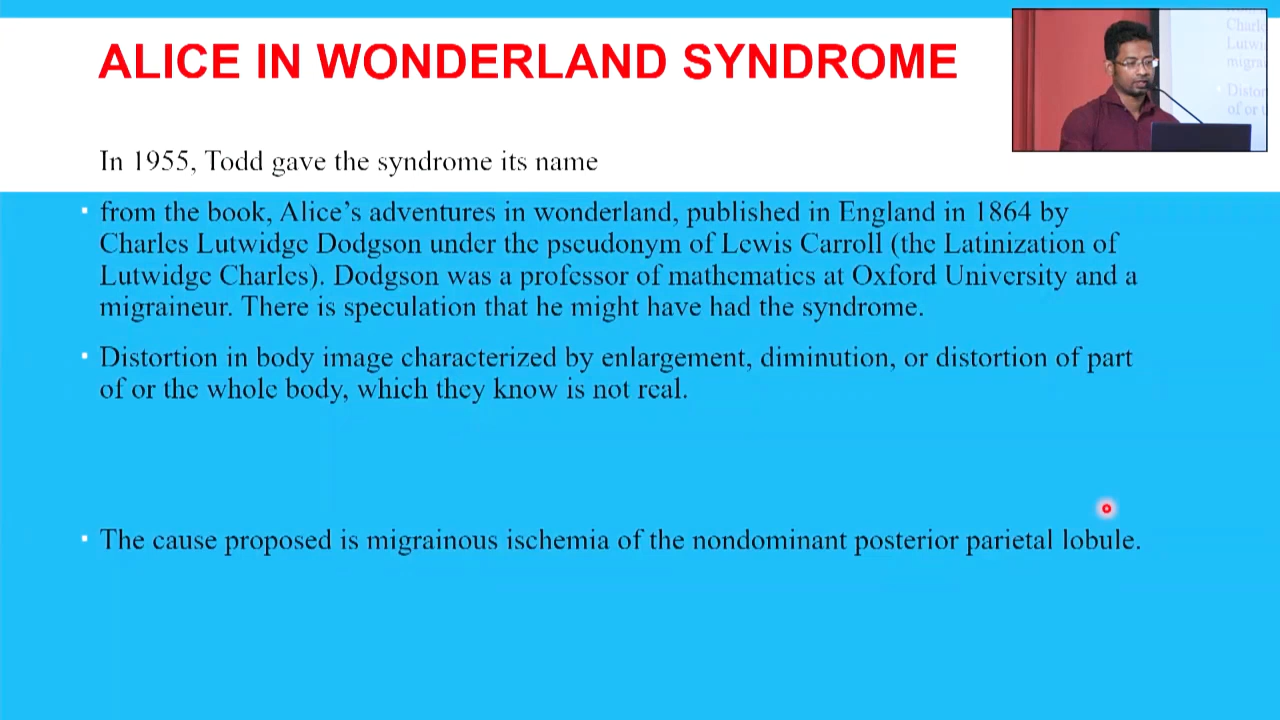 ALICE IN WONDERLAND SYNDROME
In 1955, Todd gave the syndrome its name
▪ from the book, Alice's adventures in wonderland, published in England in 1864 by
Charles Lutwidge Dodgson under the pseudonym of Lewis Carroll (the Latinization of
Lutwidge Charles). Dodgson was a professor of mathematics at Oxford University and a
migraineur. There is speculation that he might have had the syndrome.
▪ Distortion in body image characterized by enlargement, diminution, or distortion of part
of or the whole body, which they know is not real.
▪ The cause proposed is migrainous ischemia of the nondominant posterior parietal lobule.